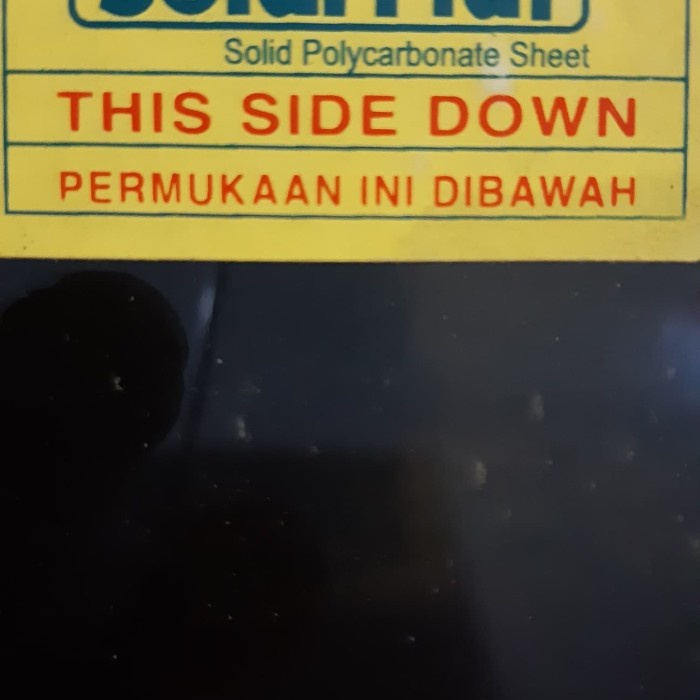 Solid Polycarbonate Sheet
THIS SIDE DOWN
PERMUKAAN INI DIBAWAH